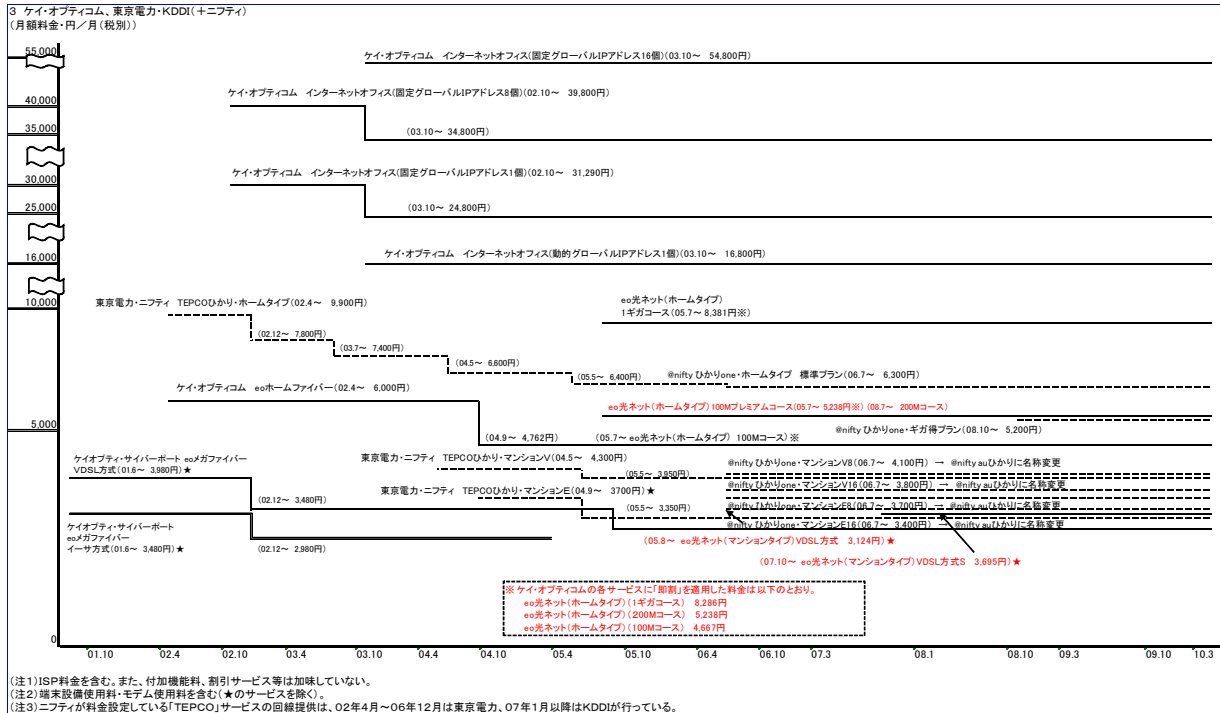 3 ケイ・オプティコム、東京電力・KDDI(＋ニフティ)
(月額料金・円／月(税別))
55,000
ケイ・オプティコム インターネットオフィス(固定グローバルIPアドレス16個)(03.10～ 54,800円)
ケイ・オプティコム インターネットオフィス(固定グローバルIPアドレス8個)(02.10～ 39,800円)
40,000
35,000
(03.10～ 34,800円)
ケイ・オプティコム インターネットオフィス(固定グローバルIPアドレス1個)(02.10～ 31,290円)
30,000
25,000
(03.10～ 24,800円)
ケイ・オプティコム インターネットオフィス(動的グローバルIPアドレス1個)(03.10～ 16,800円)
16,000
10,000
東京電力・ニフティ TEPCOひかり・ホームタイプ(02.4～ 9,900円)
eo光ネット(ホームタイプ)
1ギガコース(05.7～ 8,381円※)
(02.12～ 7,800円)
(03.7～ 7,400円)
(04.5～ 6,600円)
(05.5～ 6,400円)
@nifty ひかりone・ホームタイプ 標準プラン(06.7～ 6,300円)
ケイ・オプティコム eoホームファイバー(02.4～ 6,000円)
eo光ネット(ホームタイプ)100Mプレミアムコース(05.7～ 5,238円※)(08.7～ 200Mコース)
5,000
@nifty ひかりone・ギガ得プラン(08.10～ 5,200円)
(04.9～ 4,762円)
(05.7～ eo光ネット(ホームタイプ) 100Mコース)※
ケイオプティ・サイバーポート eoメガファイバー
VDSL方式(01.6～ 3,980円)★
東京電力・ニフティ TEPCOひかり・マンションV(04.5～ 4,300円)
(05.5～ 3,950円)
@nifty ひかりone・マンションV8(06.7～ 4,100円) → @nifty auひかりに名称変更
@nifty ひかりone・マンションV16(06.7～ 3,800円) → @nifty auひかりに名称変更
東京電力・ニフティ TEPCOひかり・マンションE(04.9～ 3700円)★
(02.12～ 3,480円)
(05.5～ 3,350円)
@nifty ひかりone・マンションE8(06.7～ 3,700円) → @nifty auひかりに名称変更
@nifty ひかりone・マンションE16(06.7～ 3,400円) → @nifty auひかりに名称変更
ケイオプティ・サイバーポート
eoメガファイバー
イーサ方式(01.6～ 3,480円)★
(02.12～ 2,980円)
(05.8～ eo光ネット(マンションタイプ)VDSL方式 3,124円)★
(07.10～ eo光ネット(マンションタイプ)VDSL方式S 3,695円)★
※ケイ・オプティコムの各サービスに「即割」を適用した料金は以下のとおり。
eo光ネット(ホームタイプ)(1ギガコース) 8,286円
eo光ネット(ホームタイプ)(200Mコース) 5,238円
eo光ネット(ホームタイプ)(100Mコース) 4,667円
0
01.10 02.4 02.10 03.4 03.10 04.4 04.10 05.4 05.10 06.4 06.10 07.3 08.1 08.10 09.3 09.10 10.3
(注1)ISP料金を含む。また、付加機能料、割引サービス等は加味していない。
(注2)端末設備使用料・モデム使用料を含む(★のサービスを除く)。
(注3)ニフティが料金設定している「TEPCO」サービスの回線提供は、02年4月～06年12月は東京電力、07年1月以降はKDDIが行っている。